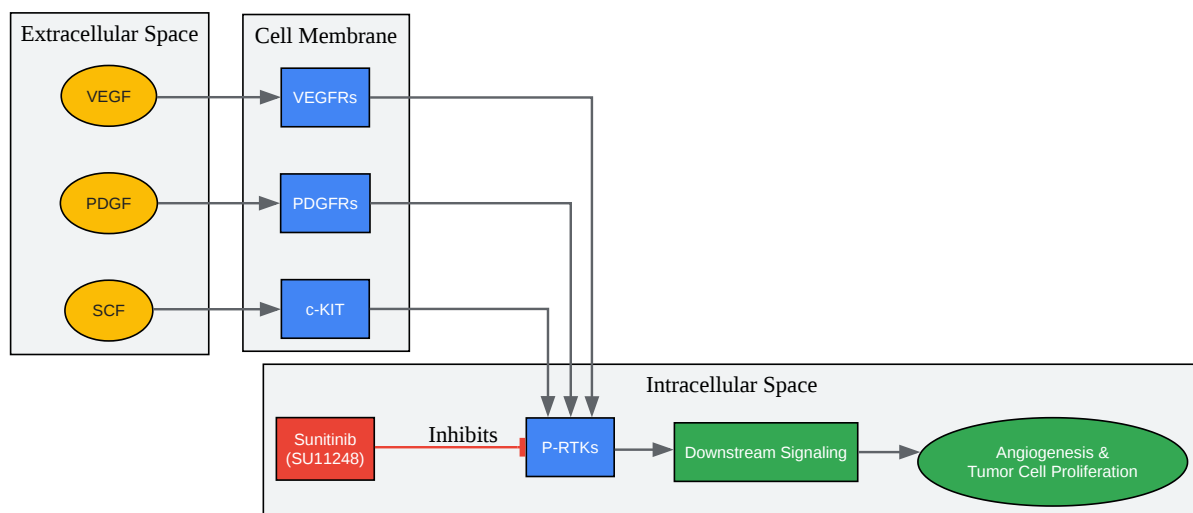 Extracellular Space
Cell Membrane
VEGF
VEGFRs
PDGF
PDGFRs
SCF
c-KIT
Intracellular Space
Sunitinib
(SU11248)
Inhibits
P-RTKs
Downstream Signaling
Angiogenesis &
Tumor Cell Proliferation